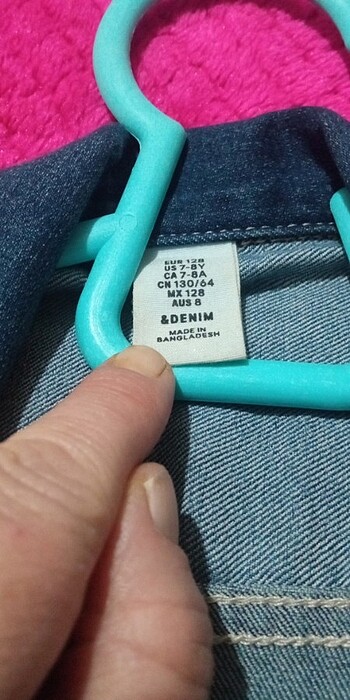 EUR 128
US 7-8Y
CA 7-8A
CN 130/64
MX 128
AUS 8
&DENIM
MADE IN
BANGLADESH